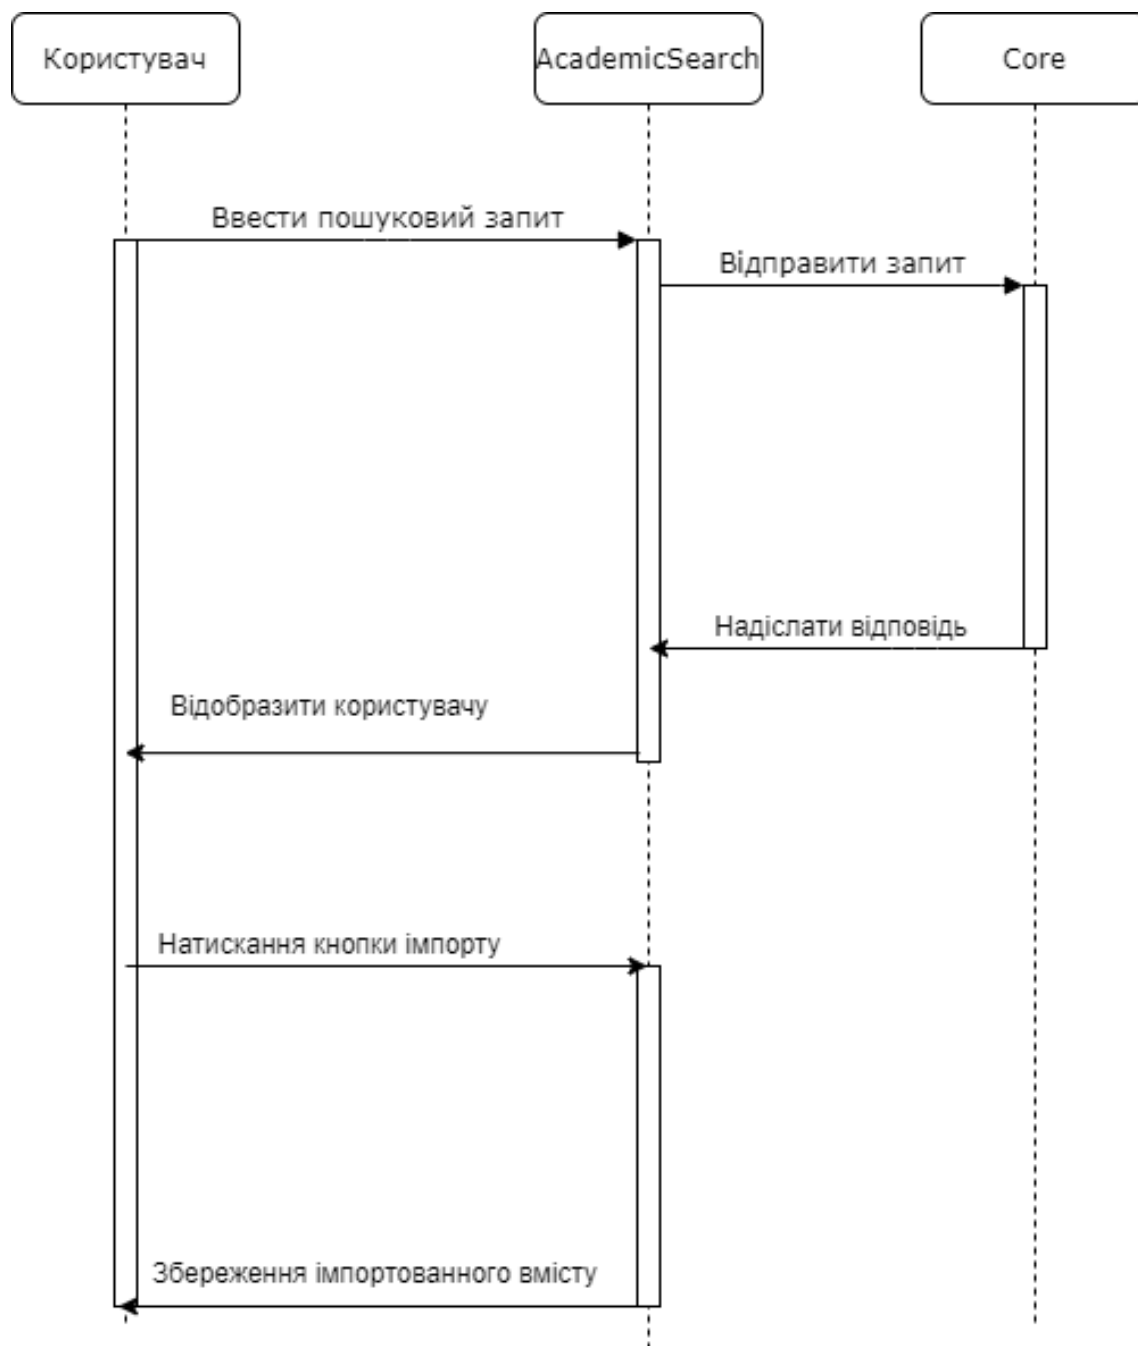 Користувач
AcademicSearch
Core
Ввести пошуковий запит
Відправити запит
Надіслати відповідь
Відобразити користувачу
Натискання кнопки імпорту
Збереження імпортованного вмісту